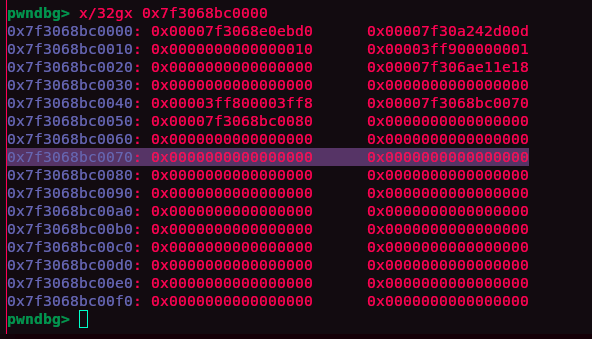 pwndbg> x/32gx 0x7f3068bc0000
0x7f3068bc0000: 0x00007f3068e0ebd0 0x00007f30a242d00d
0x7f3068bc0010: 0x0000000000000010 0x00003ff900000001
0x7f3068bc0020: 0x0000000000000000 0x00007f306ae11e18
0x7f3068bc0030: 0x0000000000000000 0x0000000000000000
0x7f3068bc0040: 0x00003ff800003ff8 0x00007f3068bc0070
0x7f3068bc0050: 0x00007f3068bc0080 0x0000000000000000
0x7f3068bc0060: 0x0000000000000000 0x0000000000000000
0x7f3068bc0070: 0x0000000000000000 0x0000000000000000
0x7f3068bc0080: 0x0000000000000000 0x0000000000000000
0x7f3068bc0090: 0x0000000000000000 0x0000000000000000
0x7f3068bc00a0: 0x0000000000000000 0x0000000000000000
0x7f3068bc00b0: 0x0000000000000000 0x0000000000000000
0x7f3068bc00c0: 0x0000000000000000 0x0000000000000000
0x7f3068bc00d0: 0x0000000000000000 0x0000000000000000
0x7f3068bc00e0: 0x0000000000000000 0x0000000000000000
0x7f3068bc00f0: 0x0000000000000000 0x0000000000000000
pwndbg>